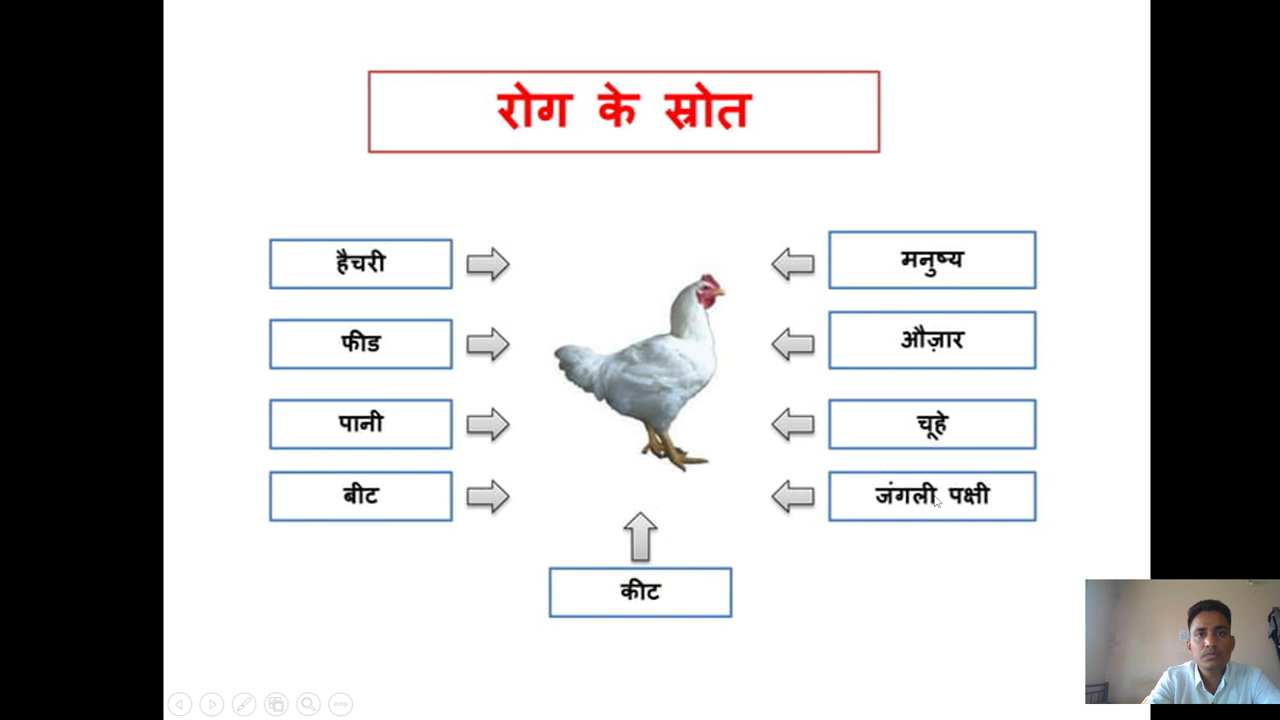 रोग के स्रोत
हैचरी
फीड
पानी
बीट
मनुष्य
औज़ार
चूहे
जंगली पक्षी
कीट